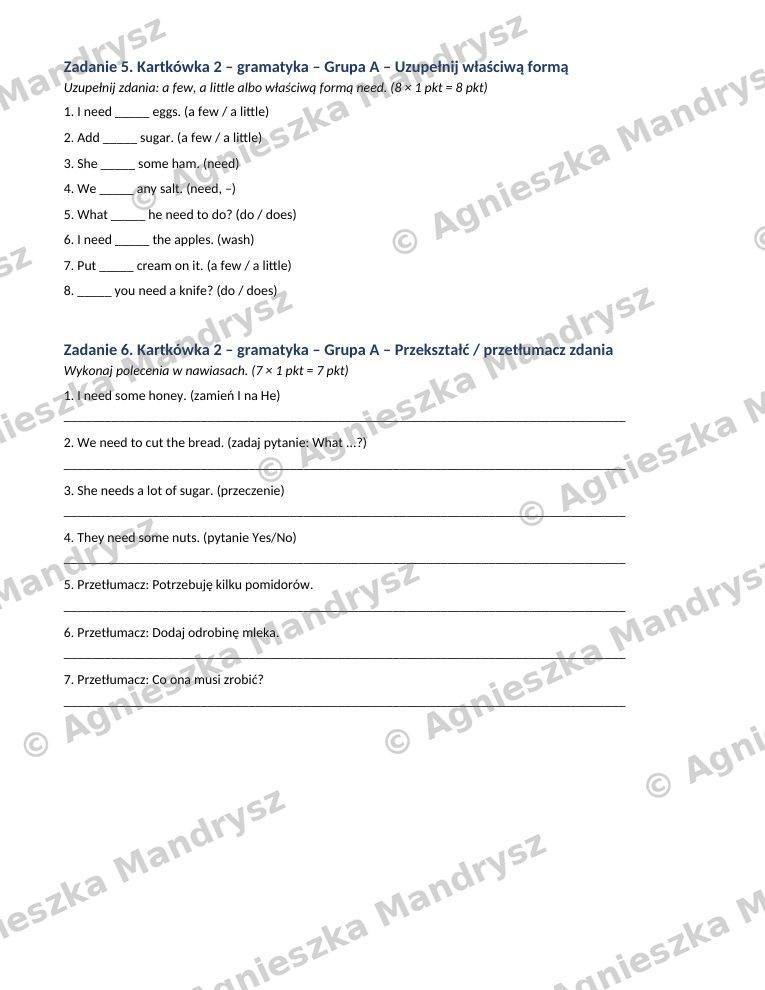 Zadanie 5. Kartkówka 2 – gramatyka – Grupa A – Uzupełnij właściwą formą
Uzupełnij zdania: a few, a little albo właściwą formą need. (8 × 1 pkt = 8 pkt)
1. I need _____ eggs. (a few / a little)
2. Add _____ sugar. (a few / a little)
3. She _____ some ham. (need)
4. We _____ any salt. (need, –)
5. What _____ he need to do? (do / does)
6. I need _____ the apples. (wash)
7. Put _____ cream on it. (a few / a little)
8. _____ you need a knife? (do / does)
Zadanie 6. Kartkówka 2 – gramatyka – Grupa A – Przekształć / przetłumacz zdania
Wykonaj polecenia w nawiasach. (7 × 1 pkt = 7 pkt)
1. I need some honey. (zamień I na He)
2. We need to cut the bread. (zadaj pytanie: What ...?)
3. She needs a lot of sugar. (przeczenie)
4. They need some nuts. (pytanie Yes/No)
5. Przetłumacz: Potrzebuję kilku pomidorów.
6. Przetłumacz: Dodaj odrobinę mleka.
7. Przetłumacz: Co ona musi zrobić?
© Agnieszka Mandrysz